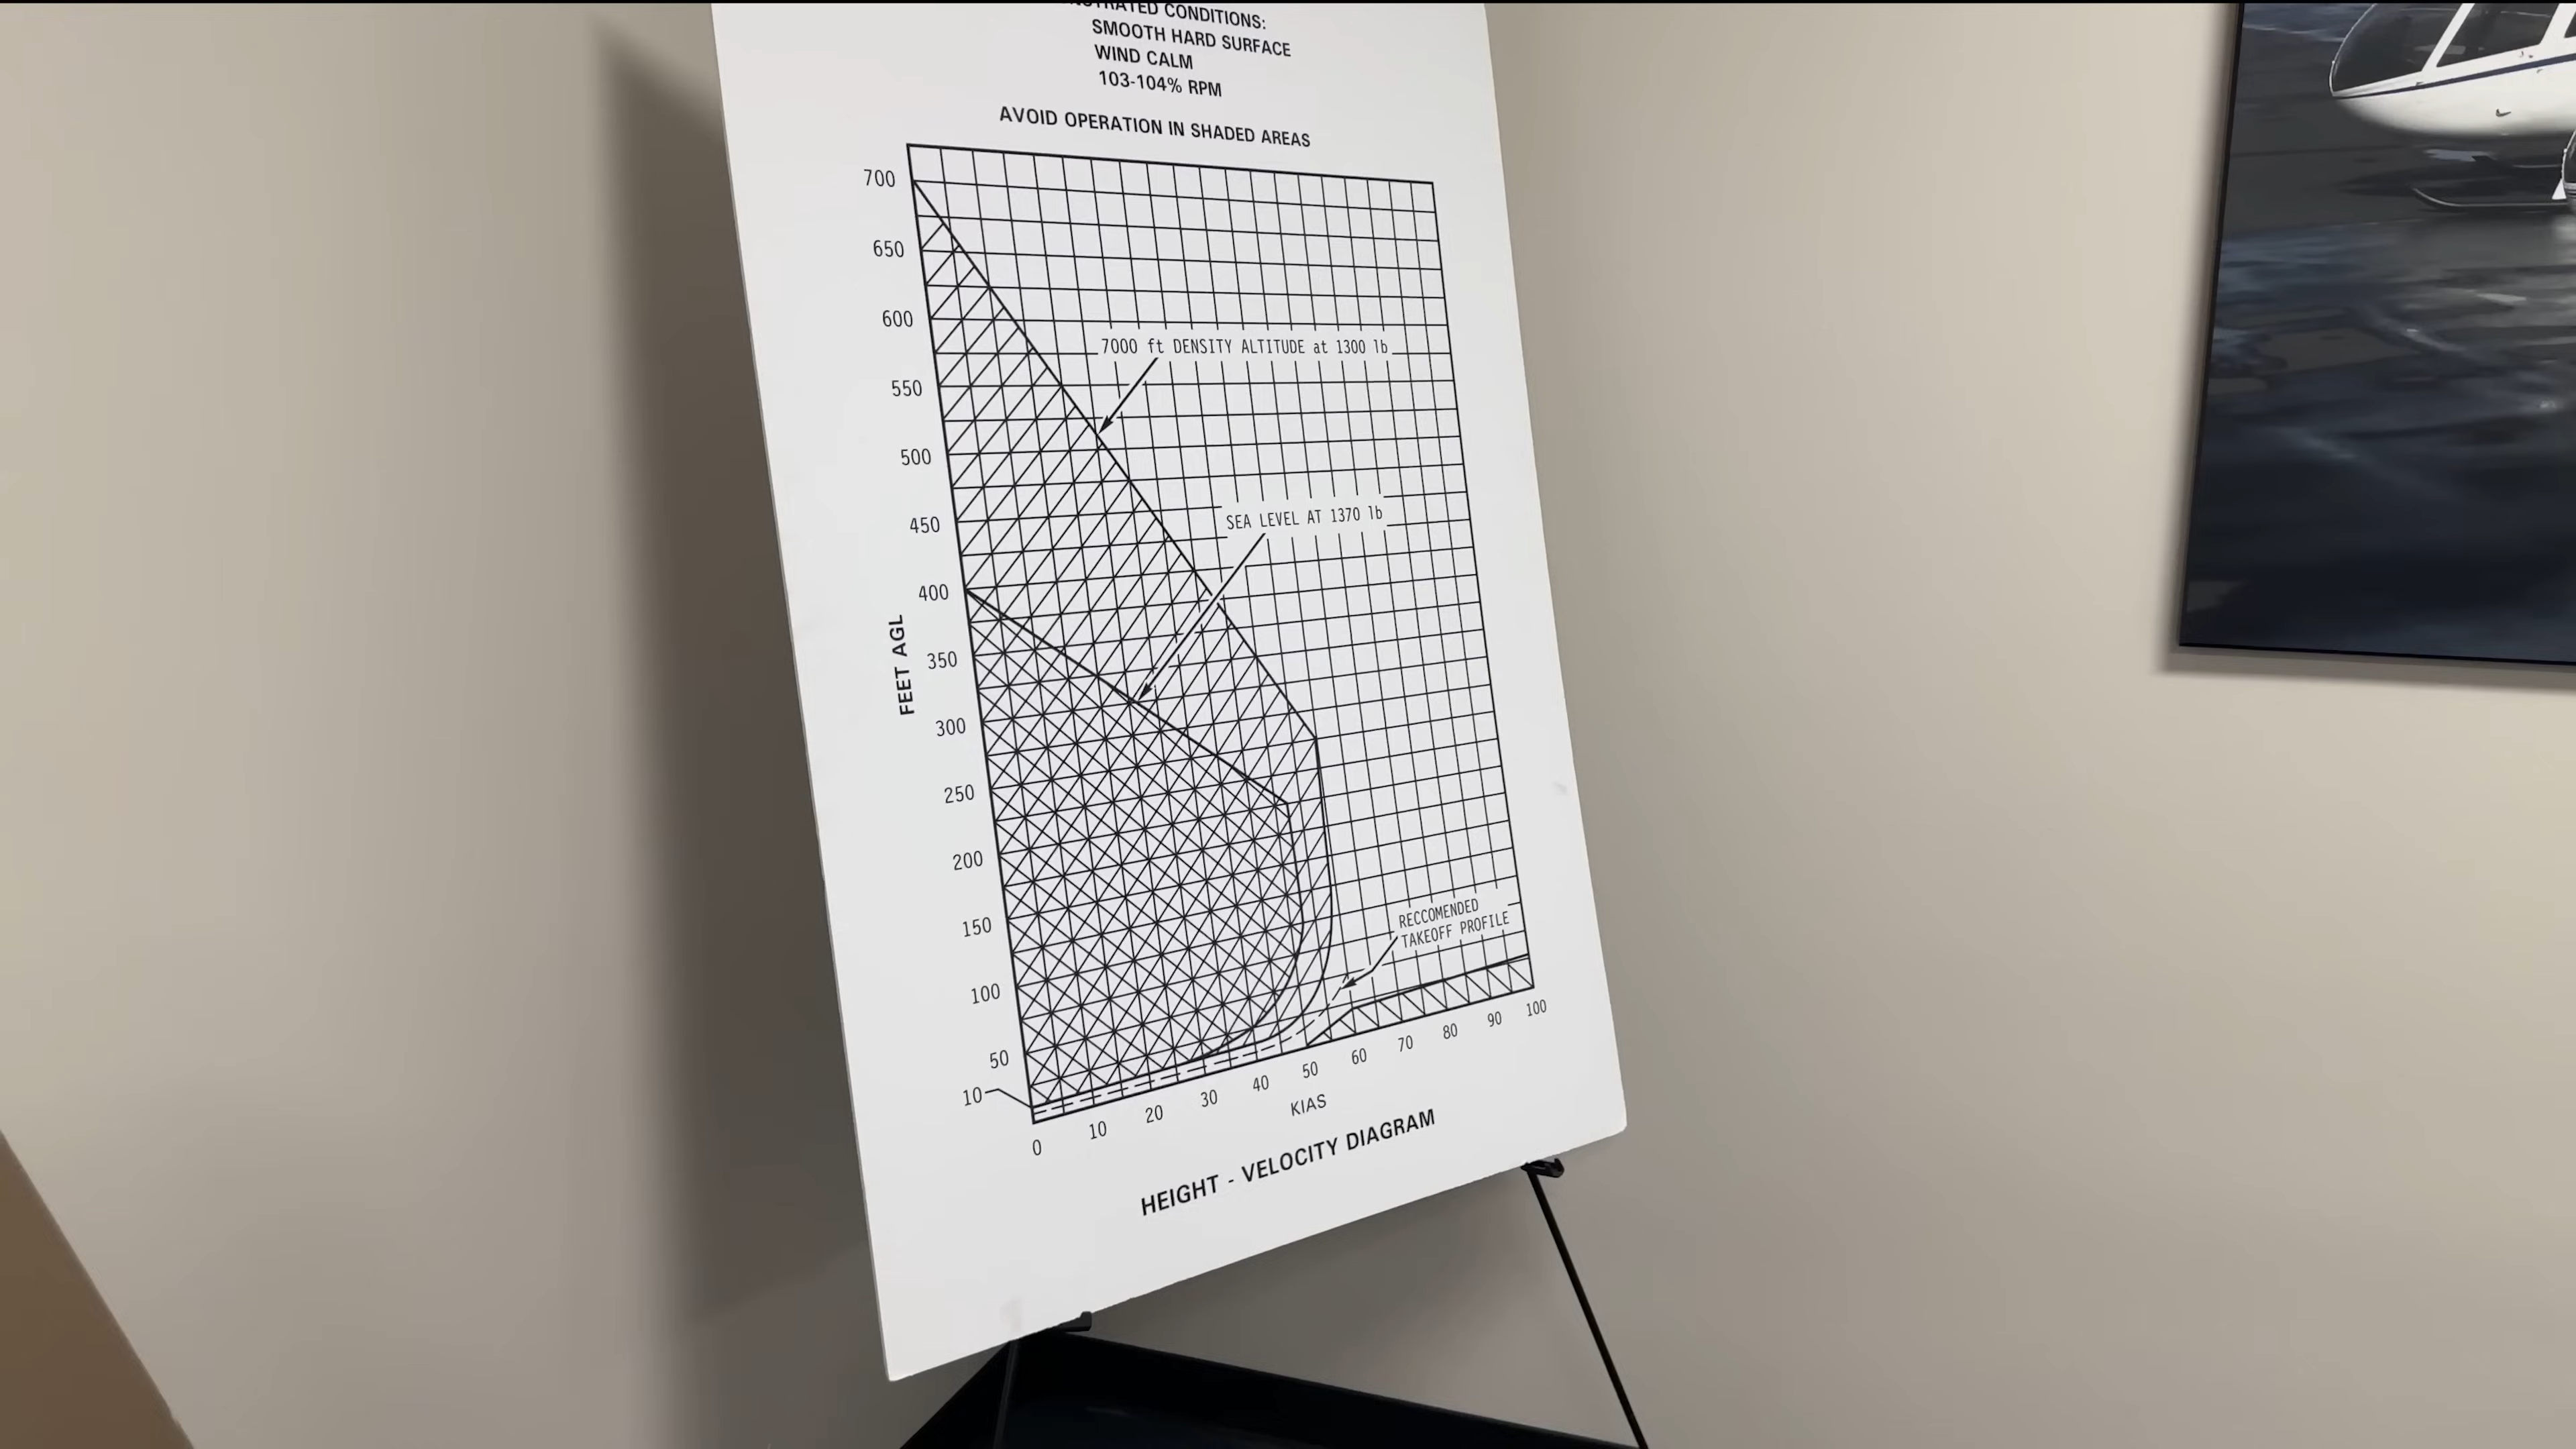 CONDITIONS:
SMOOTH HARD SURFACE
WIND CALM
103-104% RPM
AVOID OPERATION IN SHADED AREAS
700
650
600
7000 ft DENSITY ALTITUDE at 1300 lb
550
500
450
SEA LEVEL AT 1370 lb
400
FEET AGL
350
300
250
200
150
RECCOMENDED
TAKEOFF PROFILE
100
50
10
0 10 20 30 40 50 60 70 80 90 100
KIAS
HEIGHT - VELOCITY DIAGRAM